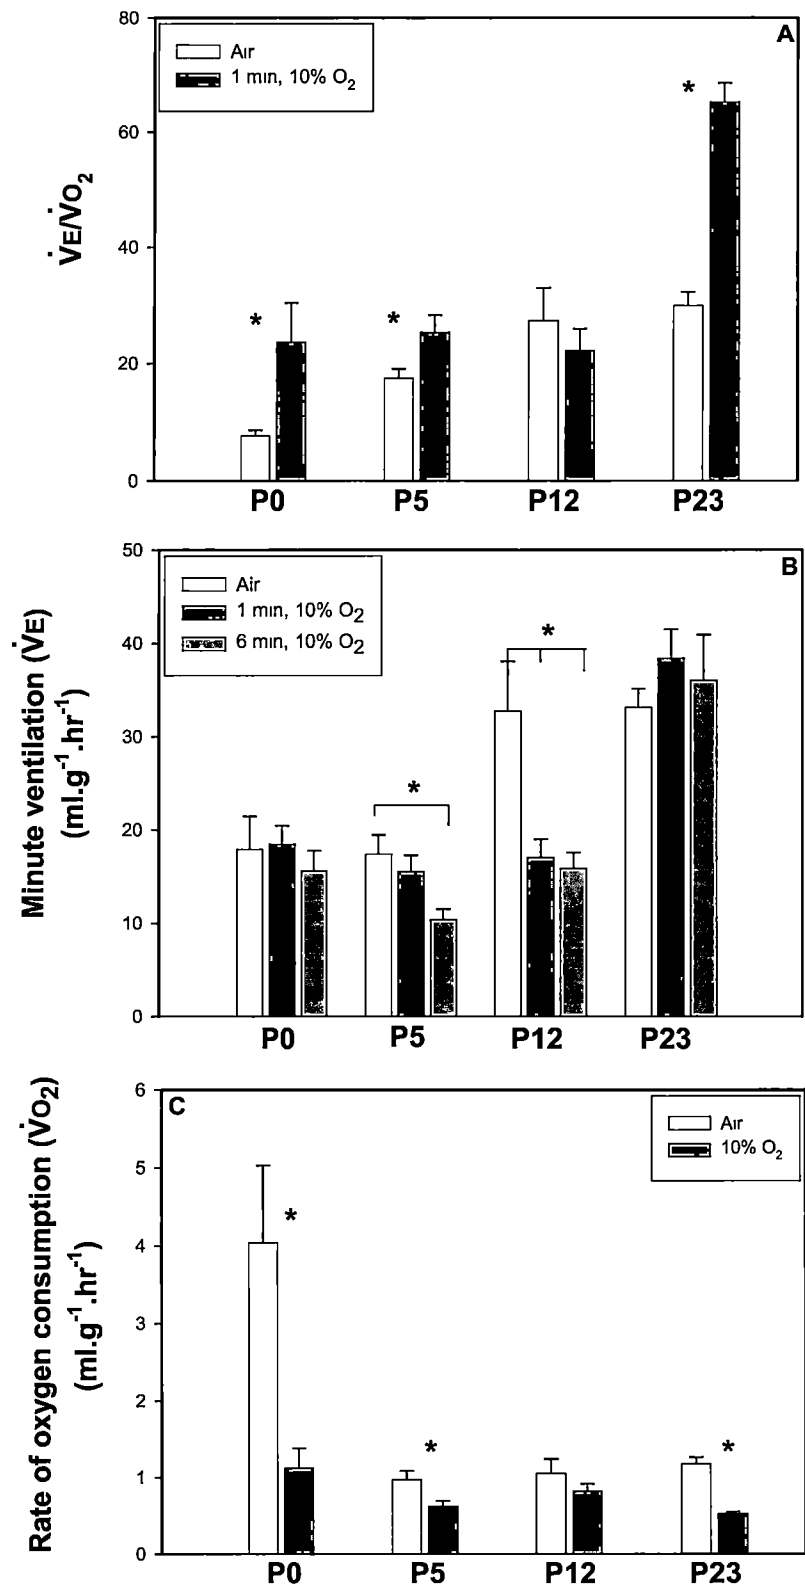 A
Air
1 min, 10% O₂
V̇E/V̇O₂
80
60
40
20
0
*
*
*
P0 P5 P12 P23
B
Air
1 min, 10% O₂
6 min, 10% O₂
Minute ventilation (V̇E)
(ml.g⁻¹.hr⁻¹)
50
40
30
20
10
0
*
*
P0 P5 P12 P23
C
Air
10% O₂
Rate of oxygen consumption (V̇O₂)
(ml.g⁻¹.hr⁻¹)
6
5
4
3
2
1
0
*
*
*
P0 P5 P12 P23